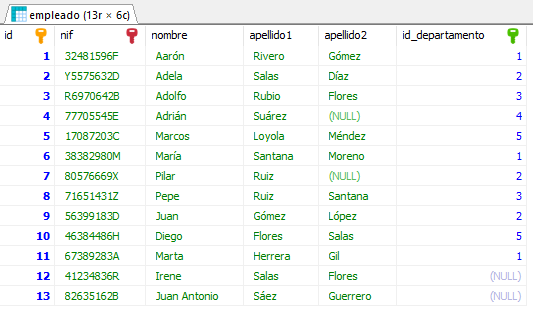 empleado (13r × 6c)
id nif nombre apellido1 apellido2 id_departamento
1 32481596F Aarón Rivero Gómez 1
2 Y5575632D Adela Salas Díaz 2
3 R6970642B Adolfo Rubio Flores 3
4 77705545E Adrián Suárez (NULL) 4
5 17087203C Marcos Loyola Méndez 5
6 38382980M María Santana Moreno 1
7 80576669X Pilar Ruiz (NULL) 2
8 71651431Z Pepe Ruiz Santana 3
9 56399183D Juan Gómez López 2
10 46384486H Diego Flores Salas 5
11 67389283A Marta Herrera Gil 1
12 41234836R Irene Salas Flores (NULL)
13 82635162B Juan Antonio Sáez Guerrero (NULL)